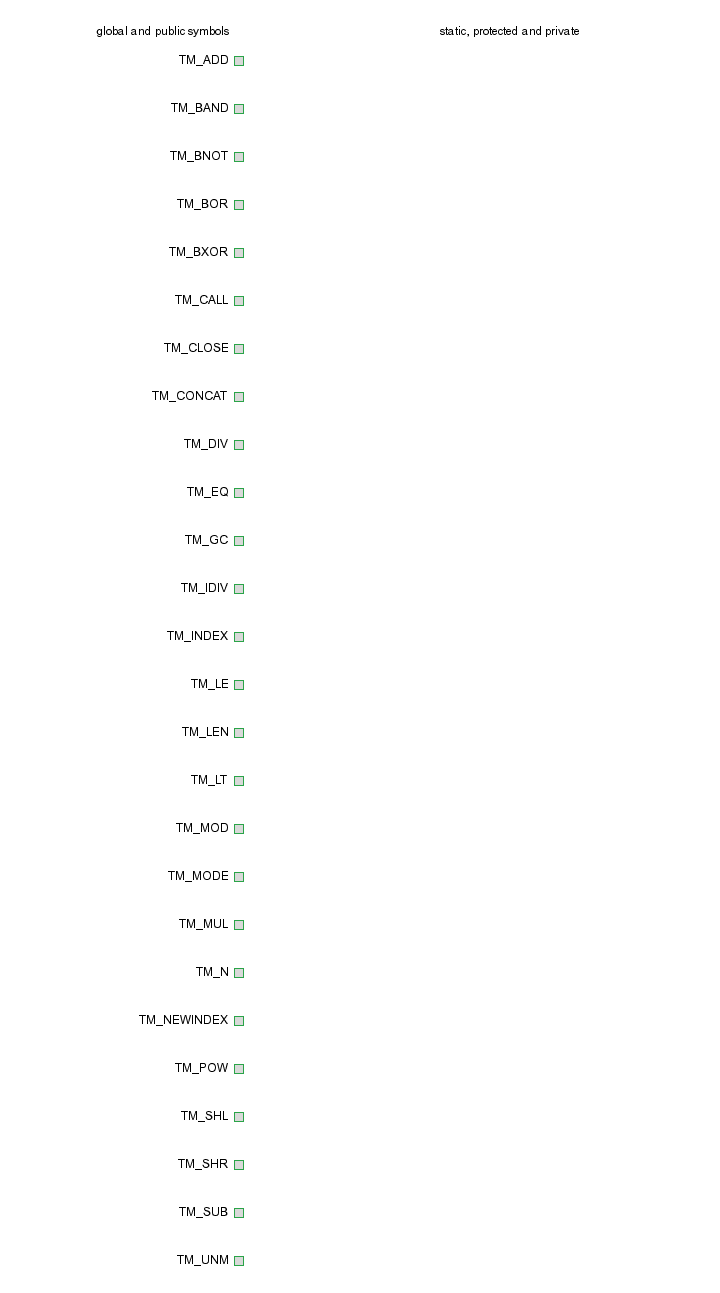 global and public symbols
static, protected and private
TM_ADD
TM_BAND
TM_BNOT
TM_BOR
TM_BXOR
TM_CALL
TM_CLOSE
TM_CONCAT
TM_DIV
TM_EQ
TM_GC
TM_IDIV
TM_INDEX
TM_LE
TM_LEN
TM_LT
TM_MOD
TM_MODE
TM_MUL
TM_N
TM_NEWINDEX
TM_POW
TM_SHL
TM_SHR
TM_SUB
TM_UNM